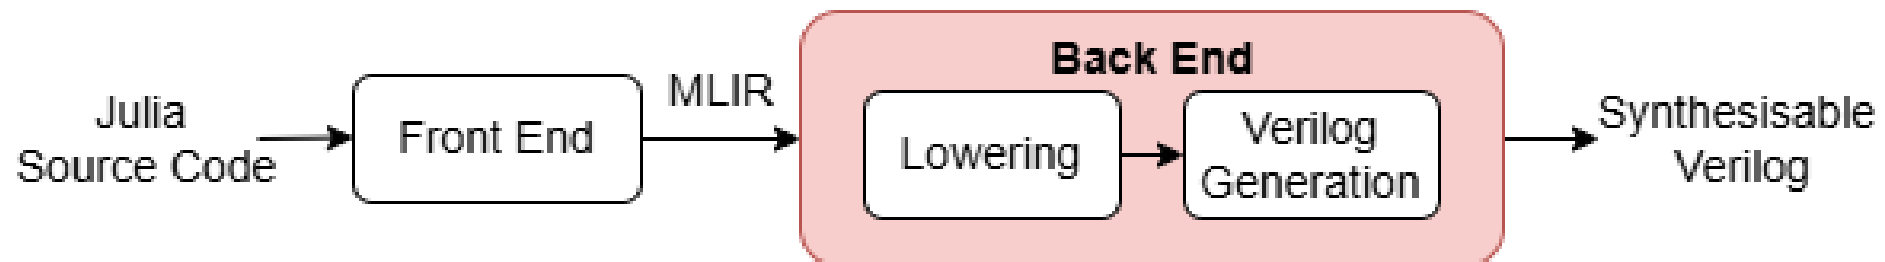 Julia
Source Code
Front End
MLIR
Back End
Lowering
Verilog
Generation
Synthesisable
Verilog